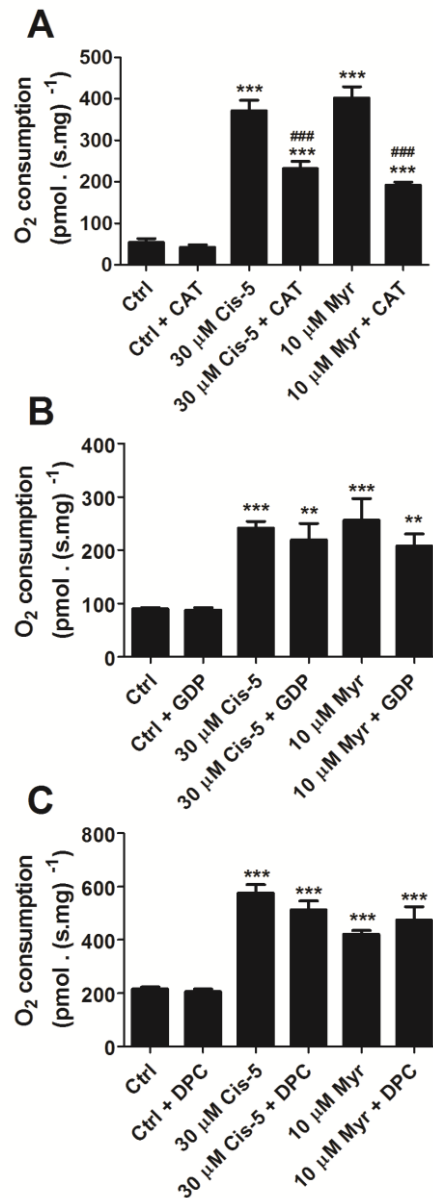 A
O2 consumption
(pmol . (s.mg) -1)
500
400
300
200
100
0
***
###
***
***
###
***
Ctrl
Ctrl + CAT
30 μM Cis-5
30 μM Cis-5 + CAT
10 μM Myr
10 μM Myr + CAT
B
O2 consumption
(pmol . (s.mg) -1)
400
300
200
100
0
***
**
***
**
Ctrl
Ctrl + GDP
30 μM Cis-5
30 μM Cis-5 + GDP
10 μM Myr
10 μM Myr + GDP
C
O2 consumption
(pmol . (s.mg) -1)
800
600
400
200
0
***
***
***
***
Ctrl
Ctrl + DPC
30 μM Cis-5
30 μM Cis-5 + DPC
10 μM Myr
10 μM Myr + DPC